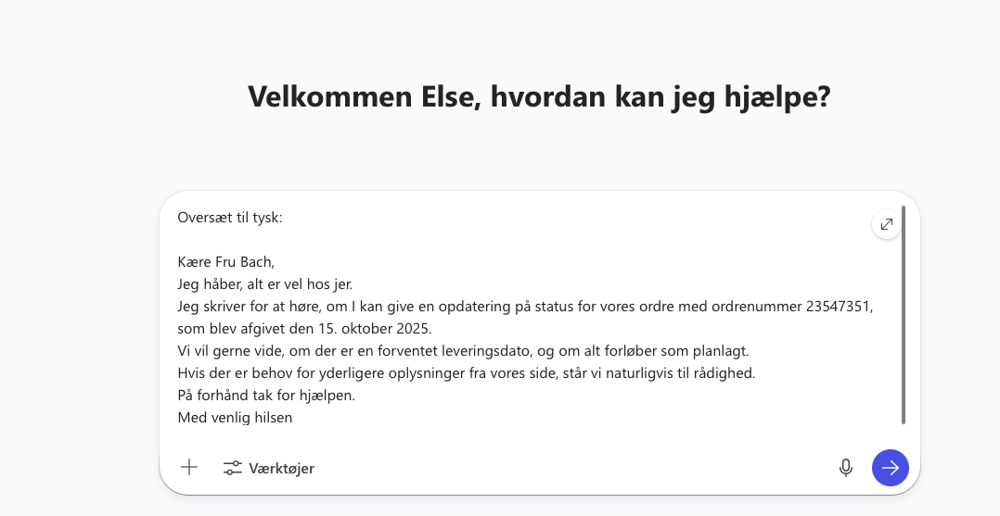 Velkommen Else, hvordan kan jeg hjælpe?
Oversæt til tysk:
Kære Fru Bach,
Jeg håber, alt er vel hos jer.
Jeg skriver for at høre, om I kan give en opdatering på status for vores ordre med ordrenummer 23547351,
som blev afgivet den 15. oktober 2025.
Vi vil gerne vide, om der er en forventet leveringsdato, og om alt forløber som planlagt.
Hvis der er behov for yderligere oplysninger fra vores side, står vi naturligvis til rådighed.
På forhånd tak for hjælpen.
Med venlig hilsen
Værktøjer